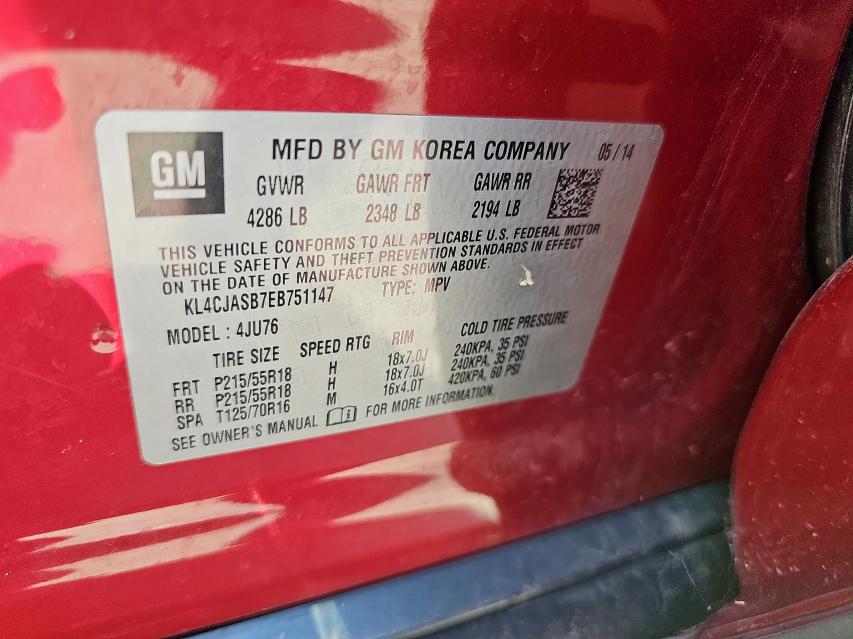 GM
MFD BY GM KOREA COMPANY 05 / 14
GVWR GAWR FRT GAWR RR
4286 LB 2348 LB 2194 LB
THIS VEHICLE CONFORMS TO ALL APPLICABLE U.S. FEDERAL MOTOR
VEHICLE SAFETY AND THEFT PREVENTION STANDARDS IN EFFECT
ON THE DATE OF MANUFACTURE SHOWN ABOVE.
KL4CJASB7EB751147 TYPE: MPV
MODEL : 4JU76
TIRE SIZE SPEED RTG RIM COLD TIRE PRESSURE
FRT P215/55R18 H 18x7.0J 240KPA, 35 PSI
RR P215/55R18 H 18x7.0J 240KPA, 35 PSI
SPA T125/70R16 M 16x4.0T 420KPA, 60 PSI
SEE OWNER'S MANUAL FOR MORE INFORMATION.